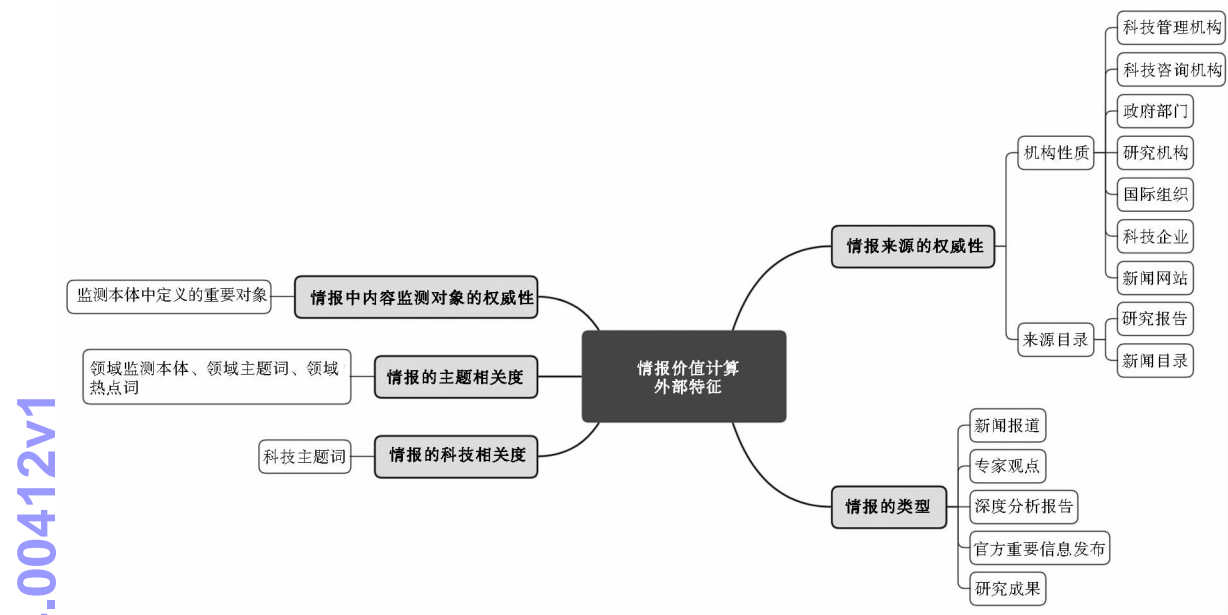 科技管理机构
科技咨询机构
政府部门
机构性质
研究机构
国际组织
情报来源的权威性
科技企业
新闻网站
监测本体中定义的重要对象
情报中内容监测对象的权威性
研究报告
来源目录
新闻目录
领域监测本体、领域主题词、领域
热点词
情报的主题相关度
情报价值计算
外部特征
科技主题词
情报的科技相关度
新闻报道
专家观点
情报的类型
深度分析报告
官方重要信息发布
研究成果
.00412v1